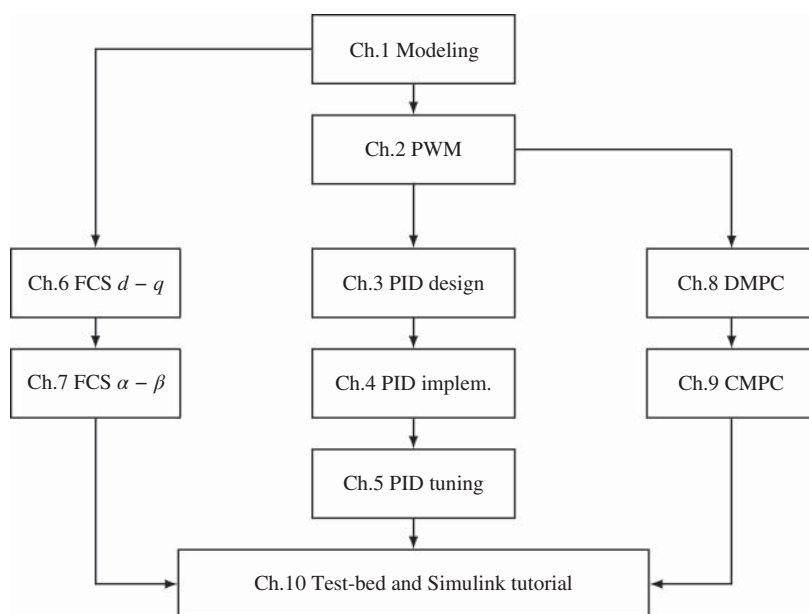 Ch.1 Modeling
Ch.2 PWM
Ch.6 FCS d − q
Ch.3 PID design
Ch.8 DMPC
Ch.7 FCS α − β
Ch.4 PID implem.
Ch.9 CMPC
Ch.5 PID tuning
Ch.10 Test-bed and Simulink tutorial